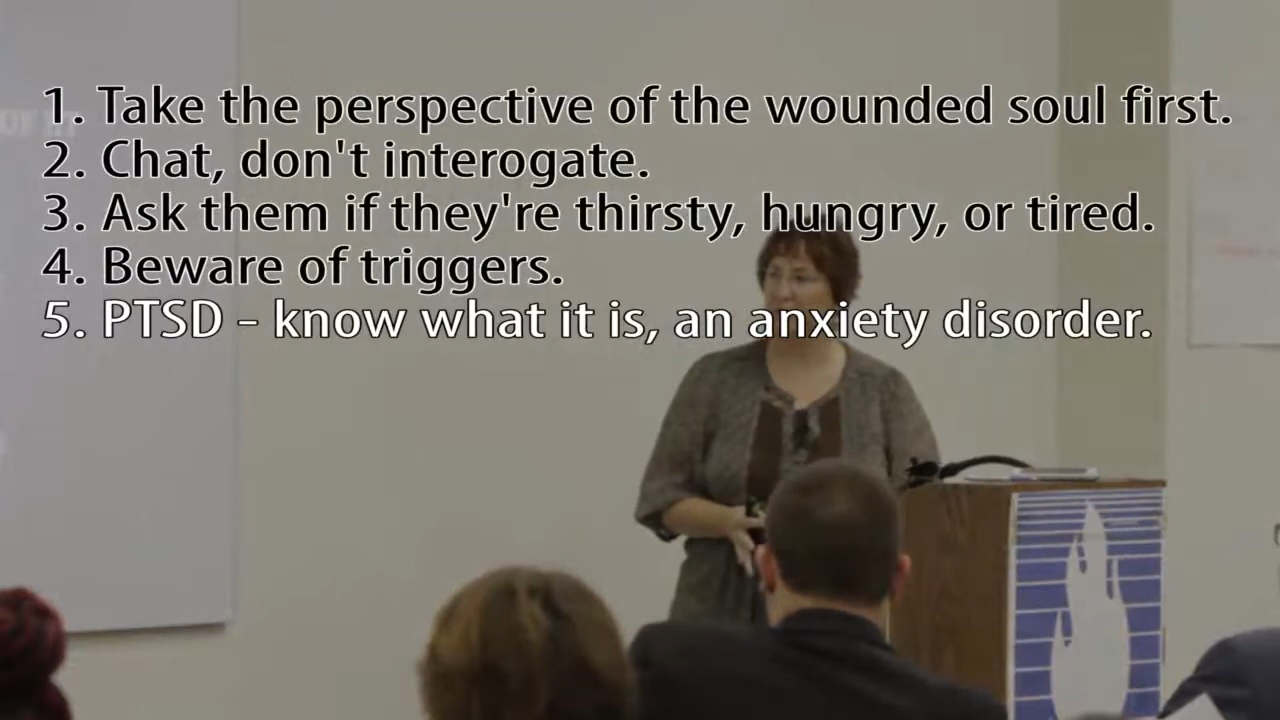 1. Take the perspective of the wounded soul first.
2. Chat, don't interogate.
3. Ask them if they're thirsty, hungry, or tired.
4. Beware of triggers.
5. PTSD - know what it is, an anxiety disorder.